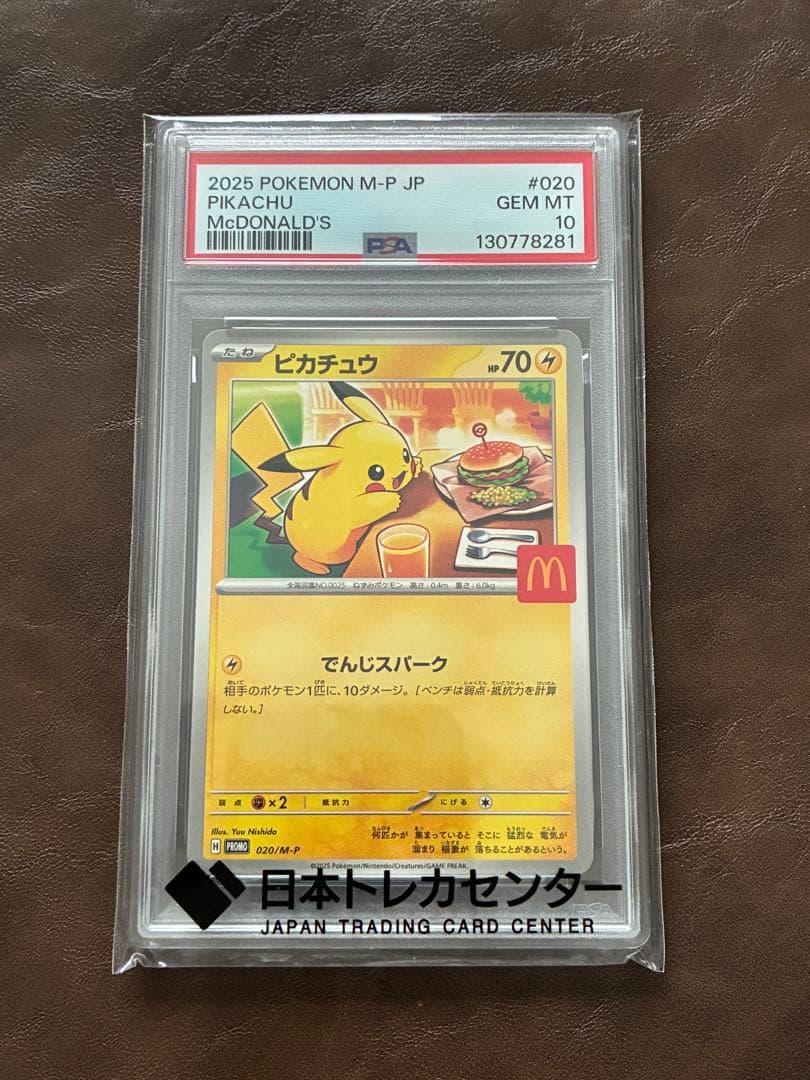 2025 POKEMON M-P JP #020
PIKACHU GEM MT
McDONALD'S 10
PSA 130778281
たね ピカチュウ HP70
全国図鑑NO.0025 ねずみポケモン 高さ:0.4m 重さ:6.0kg
でんじスパーク
相手のポケモン1匹に、10ダメージ。[ベンチは弱点・抵抗力を計算
しない。]
弱点 ×2 抵抗力 にげる
Illus. Yuu Nishida
何匹かが 集まっていると そこに 猛烈な 電気が
溜まり 稲妻が 落ちることがあるという。
H PROMO 020/M-P
©2025 Pokémon/Nintendo/Creatures/GAME FREAK.
日本トレカセンター
JAPAN TRADING CARD CENTER